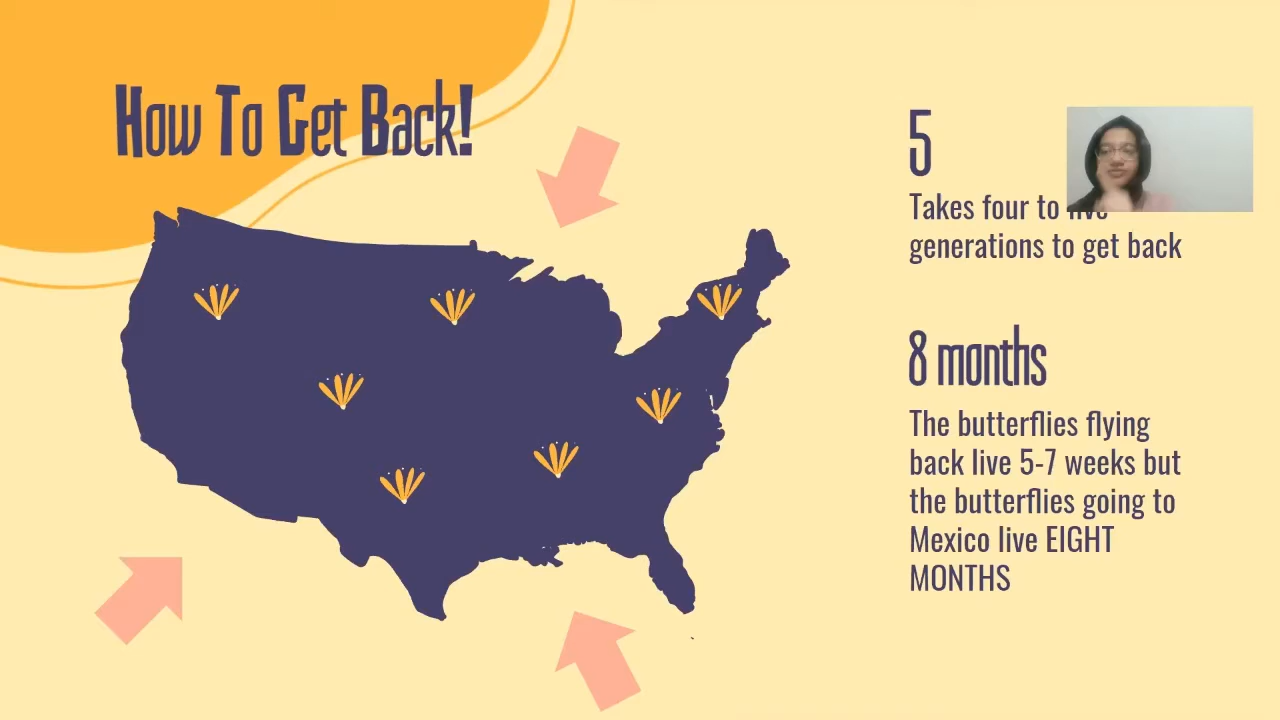 How To Get Back!
5
Takes four to five
generations to get back
8 months
The butterflies flying
back live 5-7 weeks but
the butterflies going to
Mexico live EIGHT
MONTHS